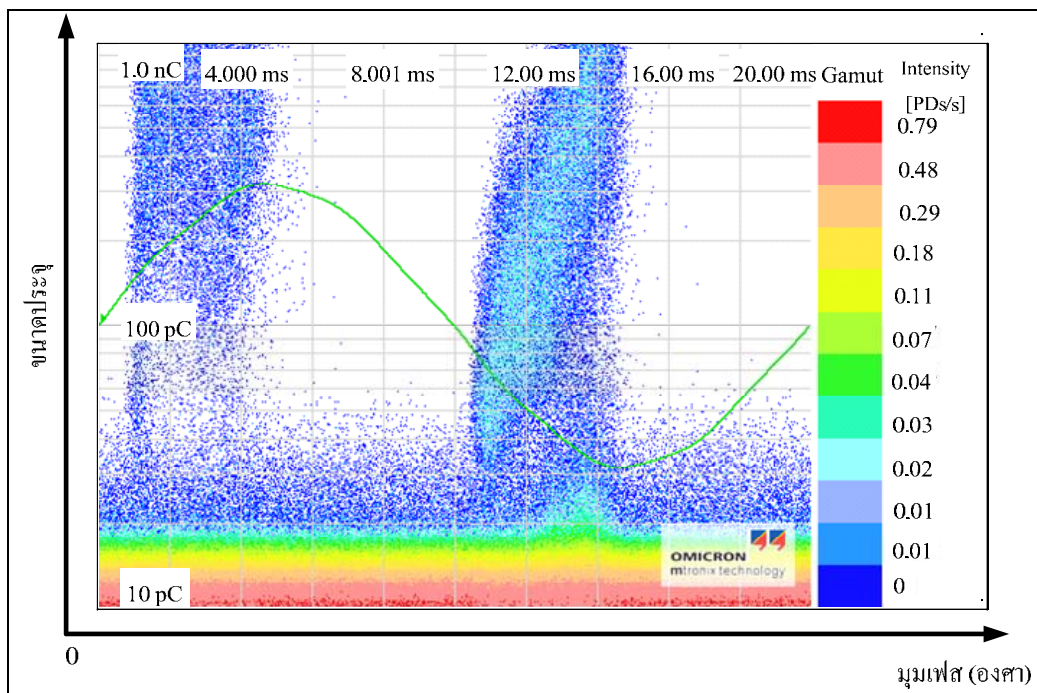 1.0 nC
4.000 ms
8.001 ms
12.00 ms
16.00 ms
20.00 ms
Gamut
Intensity
[PDs/s]
0.79
0.48
0.29
0.18
0.11
0.07
0.04
0.03
0.02
0.01
0.01
0
ขนาดประจุ
100 pC
OMICRON
mtronix technology
10 pC
0
มุมเฟส (องศา)